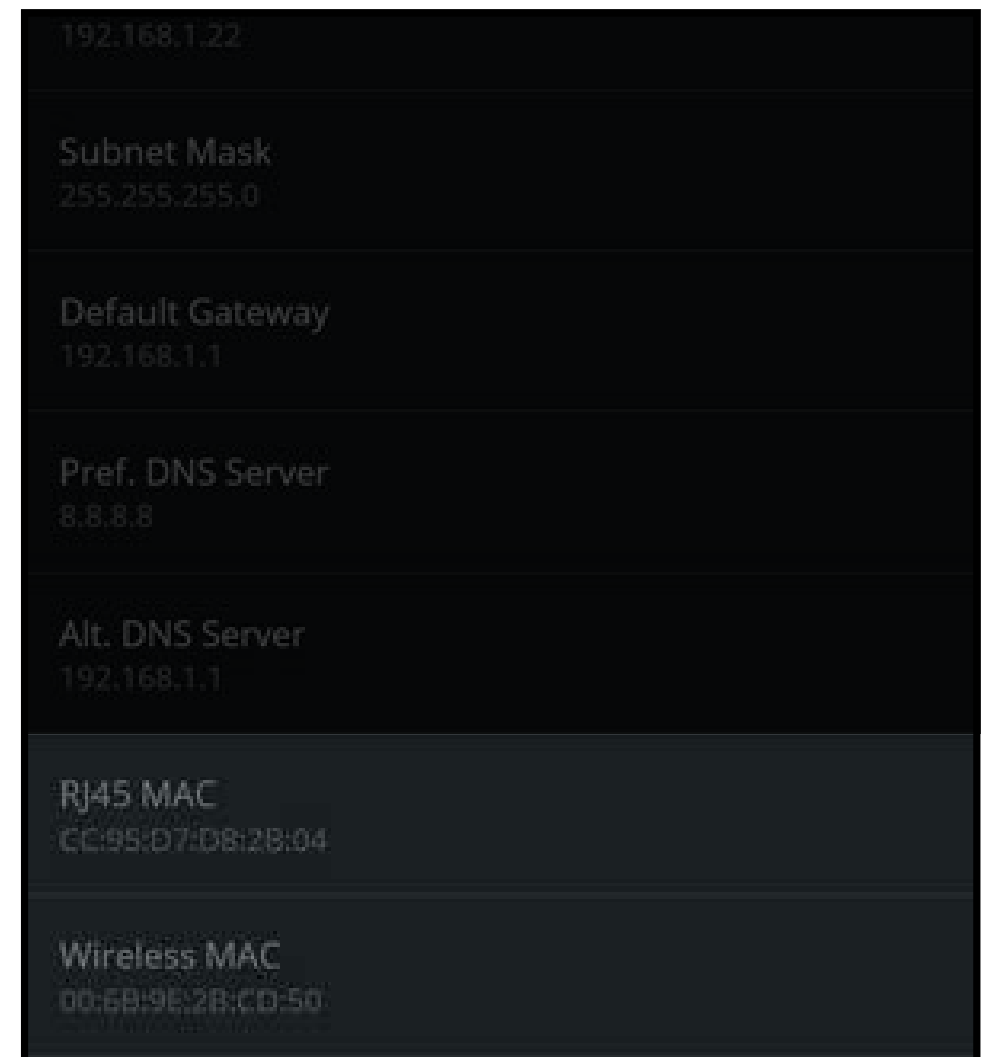 192.168.1.22
Subnet Mask
255.255.255.0
Default Gateway
192.168.1.1
Pref. DNS Server
8.8.8.8
Alt. DNS Server
192.168.1.1
RJ45 MAC
CC:95:D7:D8:2B:04
Wireless MAC
00:6B:9E:2B:CD:50